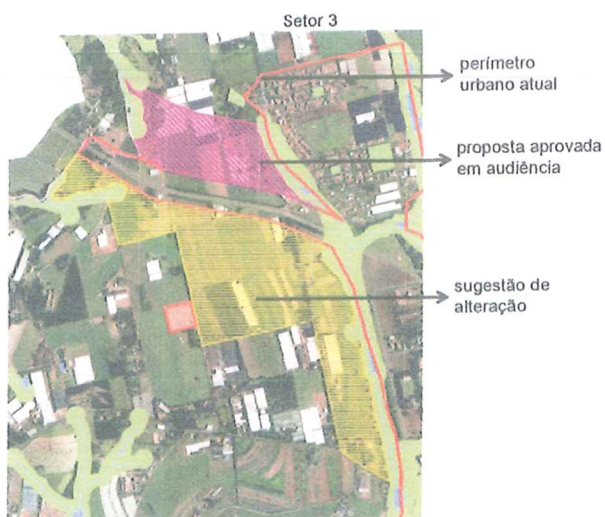 Setor 3
perímetro
urbano atual
proposta aprovada
em audiência
sugestão de
alteração